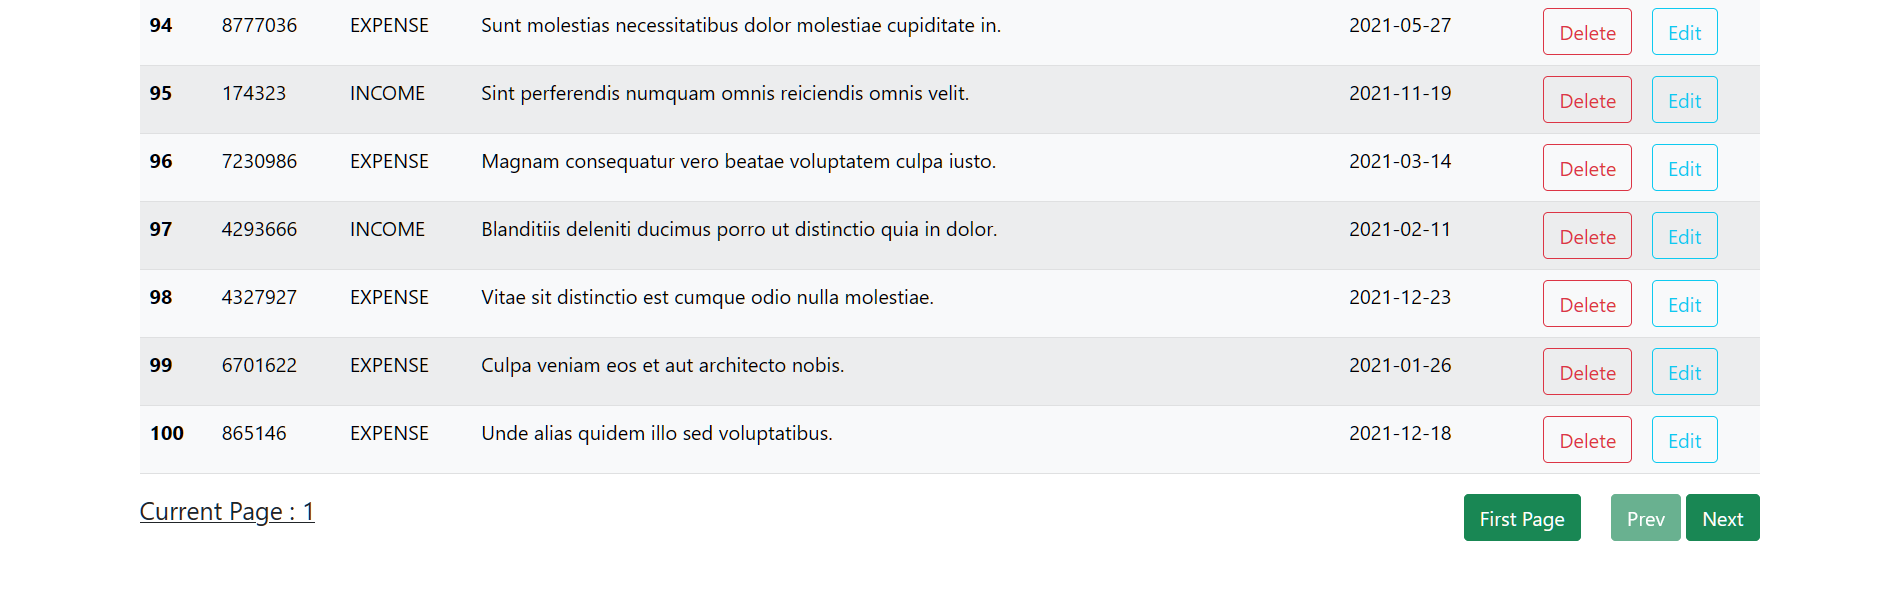 94 8777036 EXPENSE Sunt molestias necessitatibus dolor molestiae cupiditate in. 2021-05-27 Delete Edit
95 174323 INCOME Sint perferendis numquam omnis reiciendis omnis velit. 2021-11-19 Delete Edit
96 7230986 EXPENSE Magnam consequatur vero beatae voluptatem culpa iusto. 2021-03-14 Delete Edit
97 4293666 INCOME Blanditiis deleniti ducimus porro ut distinctio quia in dolor. 2021-02-11 Delete Edit
98 4327927 EXPENSE Vitae sit distinctio est cumque odio nulla molestiae. 2021-12-23 Delete Edit
99 6701622 EXPENSE Culpa veniam eos et aut architecto nobis. 2021-01-26 Delete Edit
100 865146 EXPENSE Unde alias quidem illo sed voluptatibus. 2021-12-18 Delete Edit
Current Page : 1 First Page Prev Next